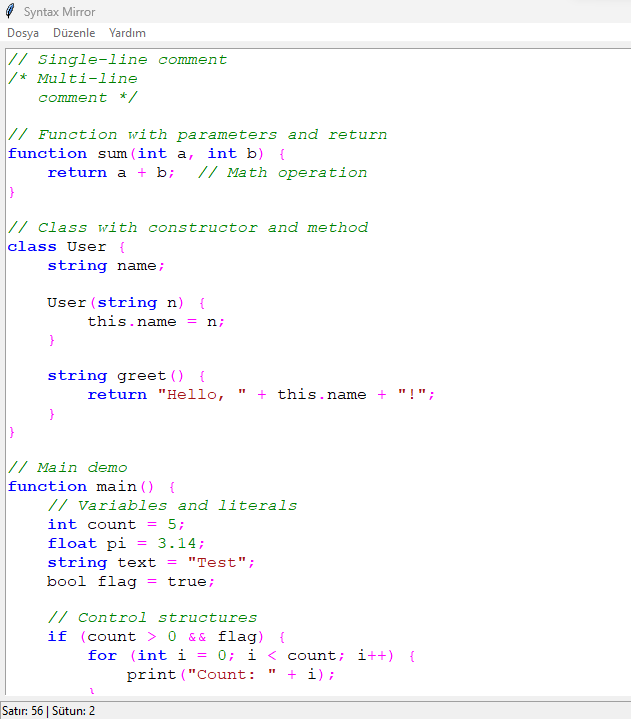 Syntax Mirror
Dosya Düzenle Yardım
// Single-line comment
/* Multi-line
   comment */

// Function with parameters and return
function sum(int a, int b) {
    return a + b;  // Math operation
}

// Class with constructor and method
class User {
    string name;

    User(string n) {
        this.name = n;
    }

    string greet() {
        return "Hello, " + this.name + "!";
    }
}

// Main demo
function main() {
    // Variables and literals
    int count = 5;
    float pi = 3.14;
    string text = "Test";
    bool flag = true;

    // Control structures
    if (count > 0 && flag) {
        for (int i = 0; i < count; i++) {
            print("Count: " + i);
        }
Satır: 56 | Sütun: 2